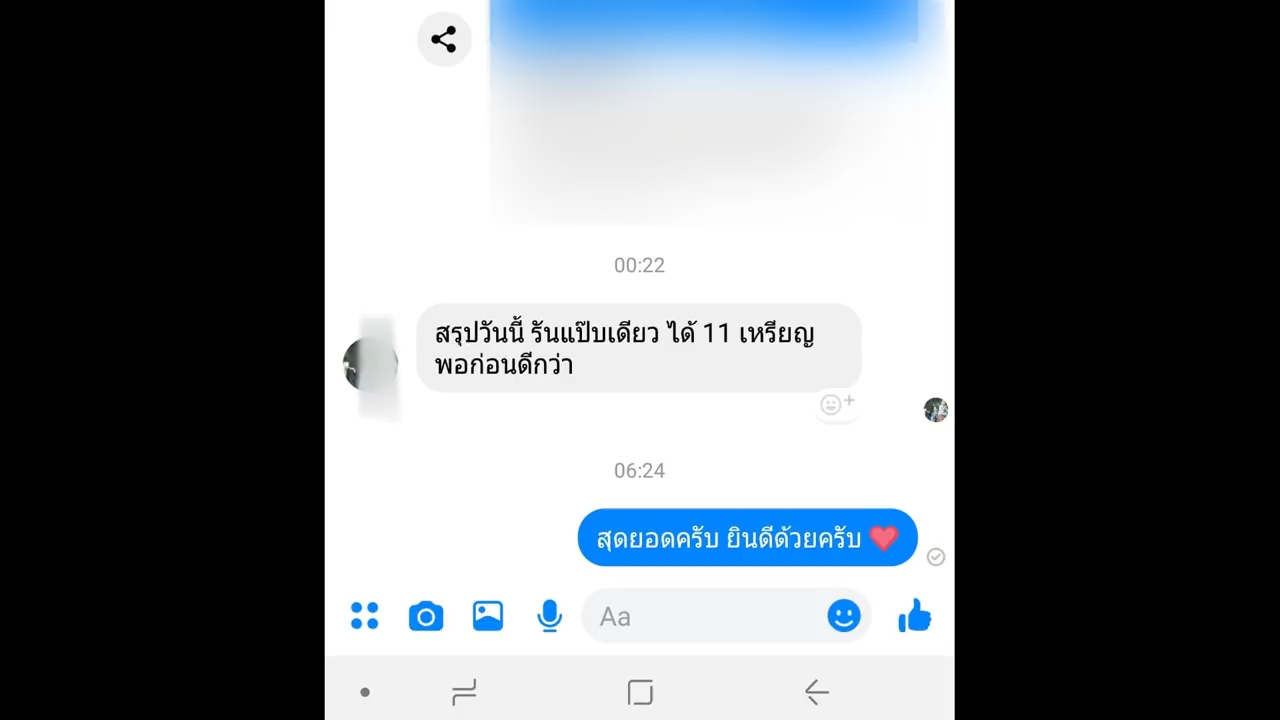 00:22
สรุปวันนี้ รันแป๊บเดียว ได้ 11 เหรียญ
พอก่อนดีกว่า
06:24
สุดยอดครับ ยินดีด้วยครับ ❤️
Aa